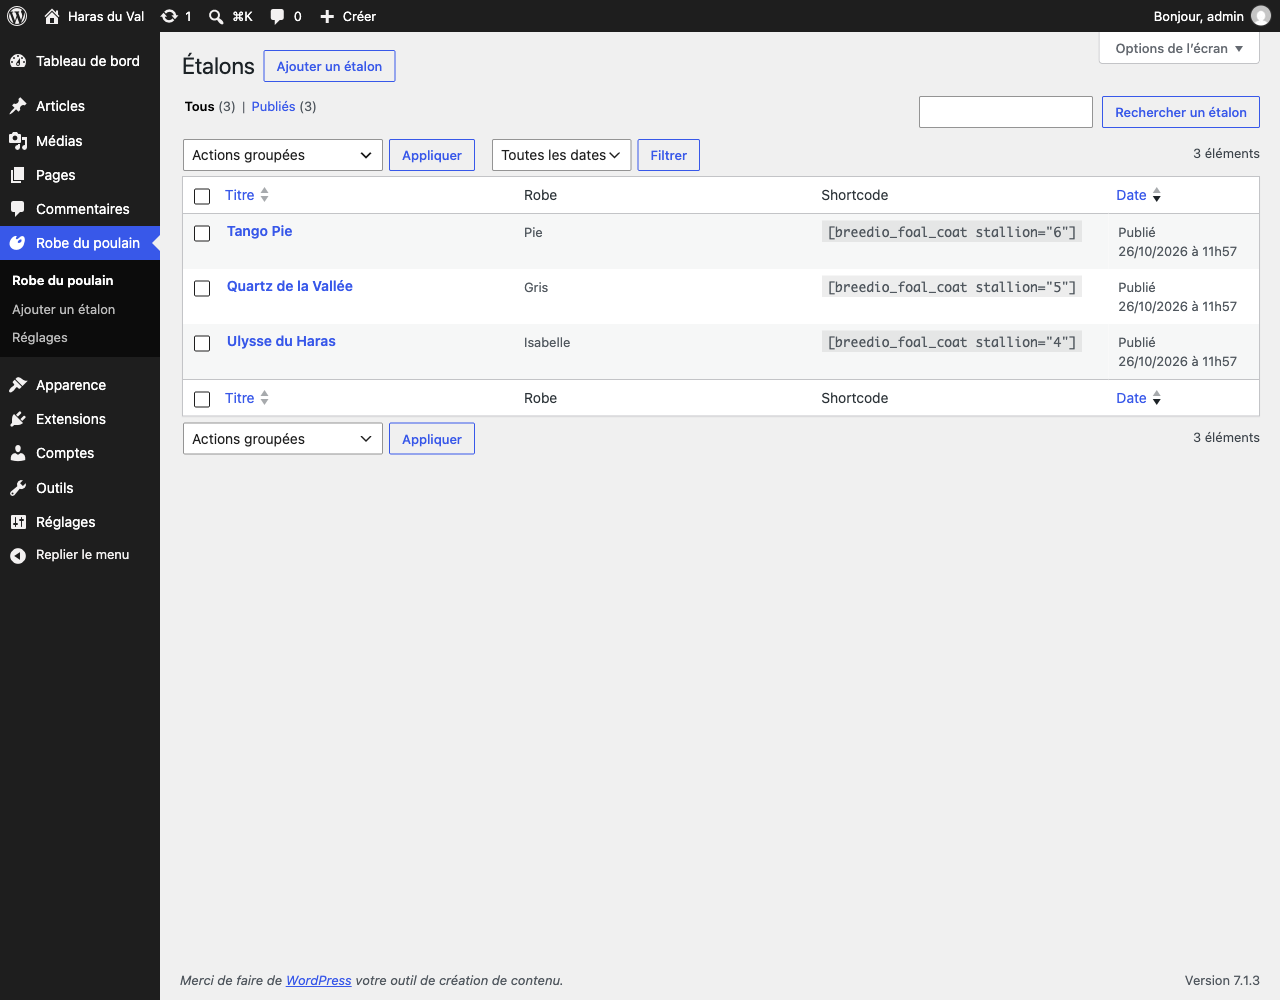 Haras du Val 1 ⌘K 0 Créer Bonjour, admin
Tableau de bord
Articles
Médias
Pages
Commentaires
Robe du poulain
Robe du poulain
Ajouter un étalon
Réglages
Apparence
Extensions
Comptes
Outils
Réglages
Replier le menu
Options de l’écran
Étalons Ajouter un étalon
Tous (3) | Publiés (3)
Rechercher un étalon
Actions groupées Appliquer Toutes les dates Filtrer 3 éléments
Titre Robe Shortcode Date
Tango Pie Pie [breedio_foal_coat stallion="6"] Publié
26/10/2026 à 11h57
Quartz de la Vallée Gris [breedio_foal_coat stallion="5"] Publié
26/10/2026 à 11h57
Ulysse du Haras Isabelle [breedio_foal_coat stallion="4"] Publié
26/10/2026 à 11h57
Titre Robe Shortcode Date
Actions groupées Appliquer 3 éléments
Merci de faire de WordPress votre outil de création de contenu. Version 7.1.3